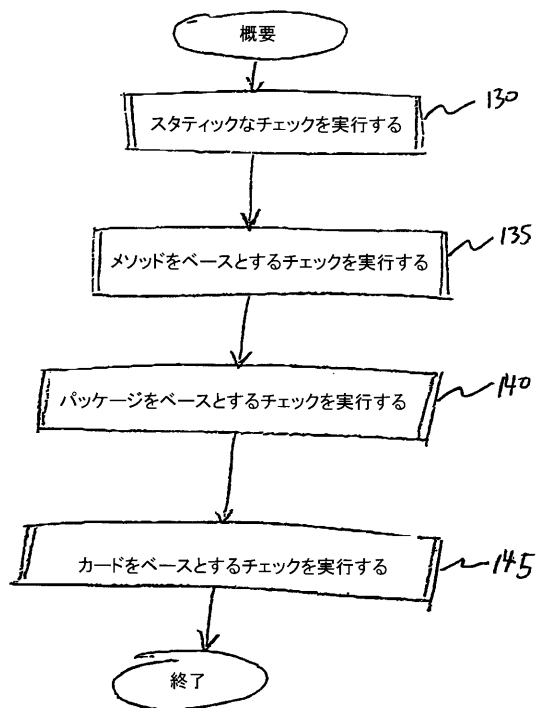 概要
スタティックなチェックを実行する
130
メソッドをベースとするチェックを実行する
135
パッケージをベースとするチェックを実行する
140
カードをベースとするチェックを実行する
145
終了